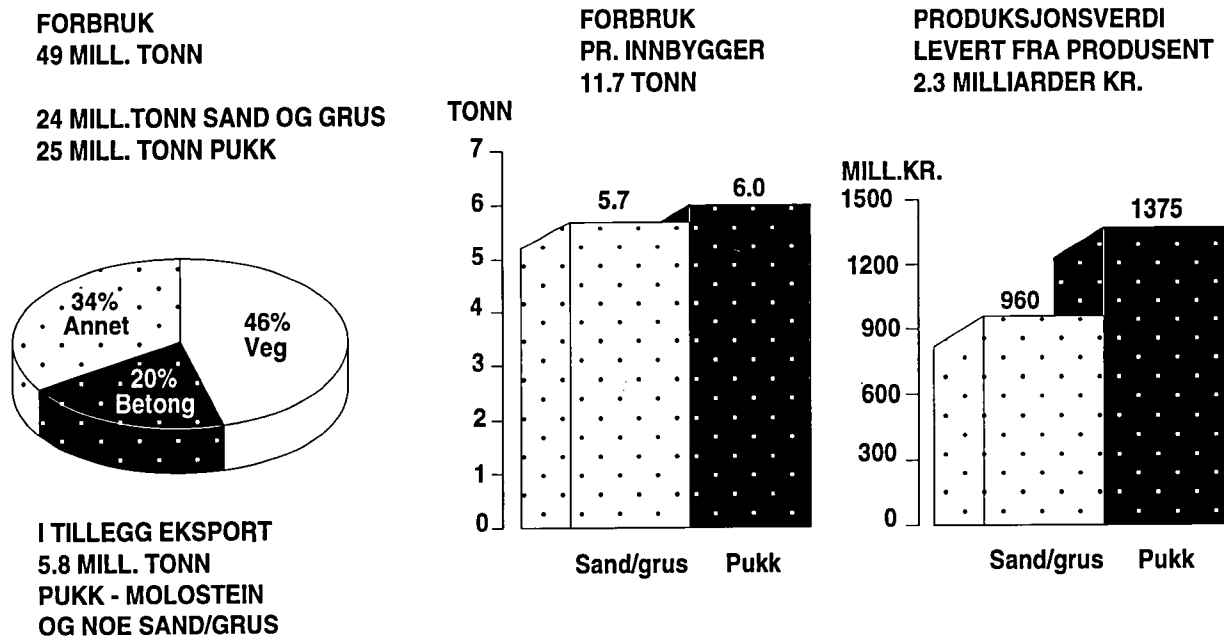 FORBRUK
49 MILL. TONN
24 MILL.TONN SAND OG GRUS
25 MILL. TONN PUKK
34%
Annet
46%
Veg
20%
Betong
I TILLEGG EKSPORT
5.8 MILL. TONN
PUKK - MOLOSTEIN
OG NOE SAND/GRUS
FORBRUK
PR. INNBYGGER
11.7 TONN
TONN
7
6
5
4
3
2
1
0
5.7
6.0
Sand/grus Pukk
PRODUKSJONSVERDI
LEVERT FRA PRODUSENT
2.3 MILLIARDER KR.
MILL.KR.
1500
1200
900
600
300
0
960
1375
Sand/grus Pukk